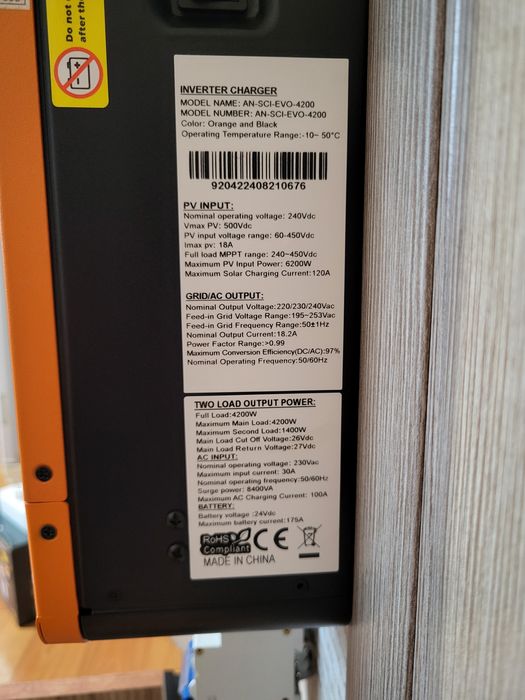 Do not
after the
INVERTER CHARGER
MODEL NAME: AN-SCI-EVO-4200
MODEL NUMBER: AN-SCI-EVO-4200
Color: Orange and Black
Operating Temperature Range:-10~ 50°C
920422408210676
PV INPUT:
Nominal operating voltage: 240Vdc
Vmax PV: 500Vdc
PV input voltage range: 60-450Vdc
Imax pv: 18A
Full load MPPT range: 240~450Vdc
Maximum PV Input Power: 6200W
Maximum Solar Charging Current:120A
GRID/AC OUTPUT:
Nominal Output Voltage:220/230/240Vac
Feed-in Grid Voltage Range:195~253Vac
Feed-in Grid Frequency Range:50±1Hz
Nominal Output Current:18.2A
Power Factor Range:>0.99
Maximum Conversion Efficiency(DC/AC):97%
Nominal Operating Frequency:50/60Hz
TWO LOAD OUTPUT POWER:
Full Load:4200W
Maximum Main Load:4200W
Maximum Second Load:1400W
Main Load Cut Off Voltage:26Vdc
Main Load Return Voltage:27Vdc
AC INPUT:
Nominal operating voltage: 230Vac
Maximum input current: 30A
Nominal operating frequency:50/60Hz
Surge power: 8400VA
Maximum AC Charging Current: 100A
BATTERY:
Battery voltage :24Vdc
Maximum battery current:175A
RoHS
Compliant
CE
MADE IN CHINA